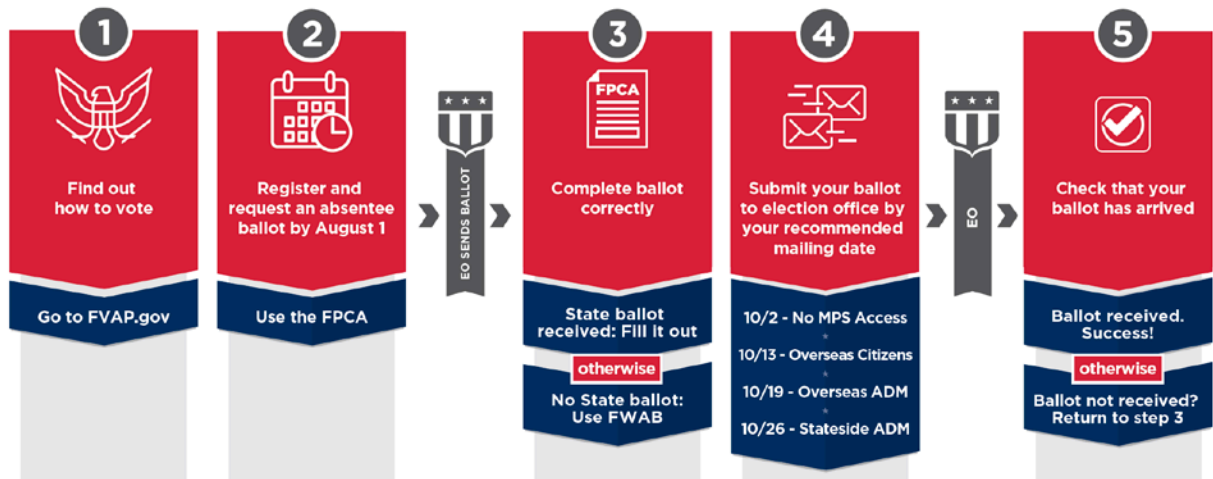 1
Find out
how to vote
Go to FVAP.gov
2
Register and
request an absentee
ballot by August 1
Use the FPCA
EO SENDS BALLOT
3
FPCA
Complete ballot
correctly
State ballot
received: Fill it out
otherwise
No State ballot:
Use FWAB
4
Submit your ballot
to election office by
your recommended
mailing date
10/2 - No MPS Access
10/13 - Overseas Citizens
10/19 - Overseas ADM
10/26 - Stateside ADM
EO
5
Check that your
ballot has arrived
Ballot received.
Success!
otherwise
Ballot not received?
Return to step 3